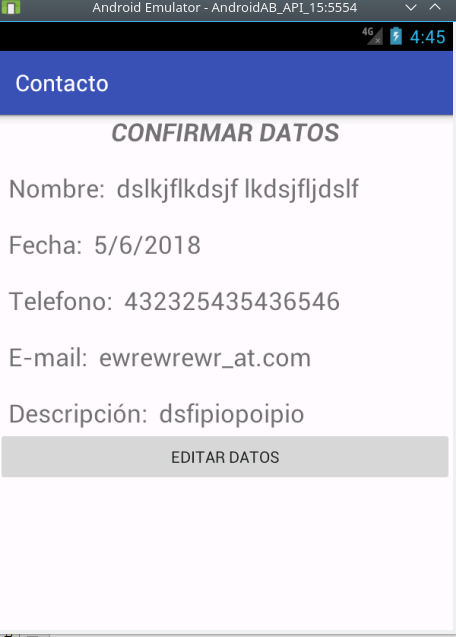 Android Emulator - AndroidAB_API_15:5554
4G 4:45
Contacto
CONFIRMAR DATOS
Nombre: dslkjflkdsjf lkdsjfljdslf
Fecha: 5/6/2018
Telefono: 432325435436546
E-mail: ewrewrewr_at.com
Descripción: dsfipiopoipio
EDITAR DATOS